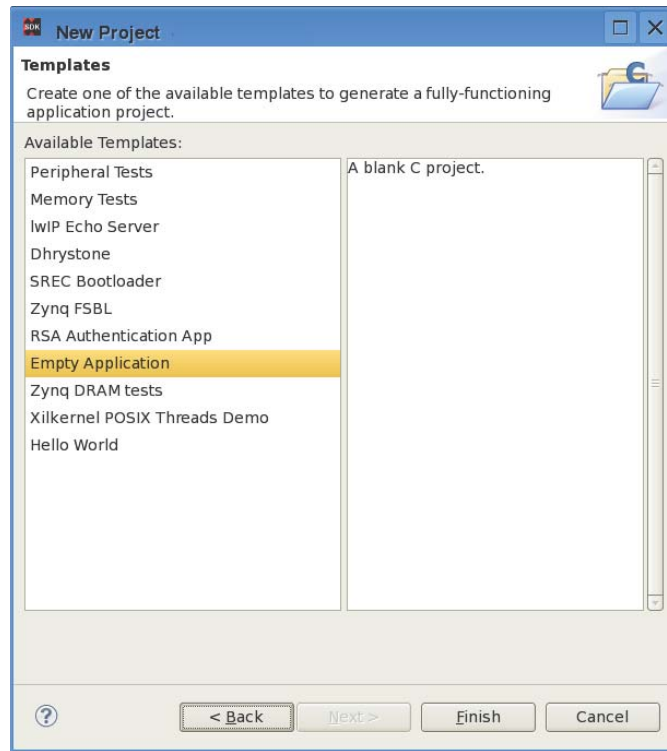 SDK New Project
Templates
Create one of the available templates to generate a fully-functioning
application project.
C
Available Templates:
Peripheral Tests
Memory Tests
lwIP Echo Server
Dhrystone
SREC Bootloader
Zynq FSBL
RSA Authentication App
Empty Application
Zynq DRAM tests
Xilkernel POSIX Threads Demo
Hello World
A blank C project.
? < Back Next > Finish Cancel